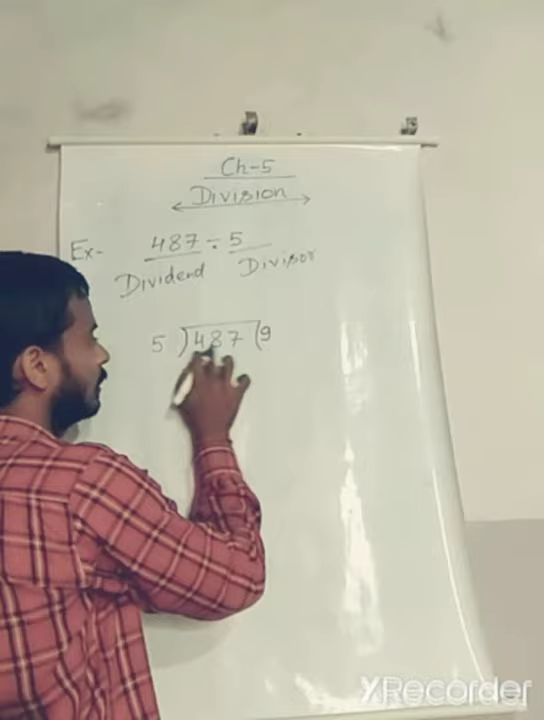 Ch-5
Division
Ex- 487 ÷ 5
Dividend Divisor
5 ) 487 ( 9
XRecorder